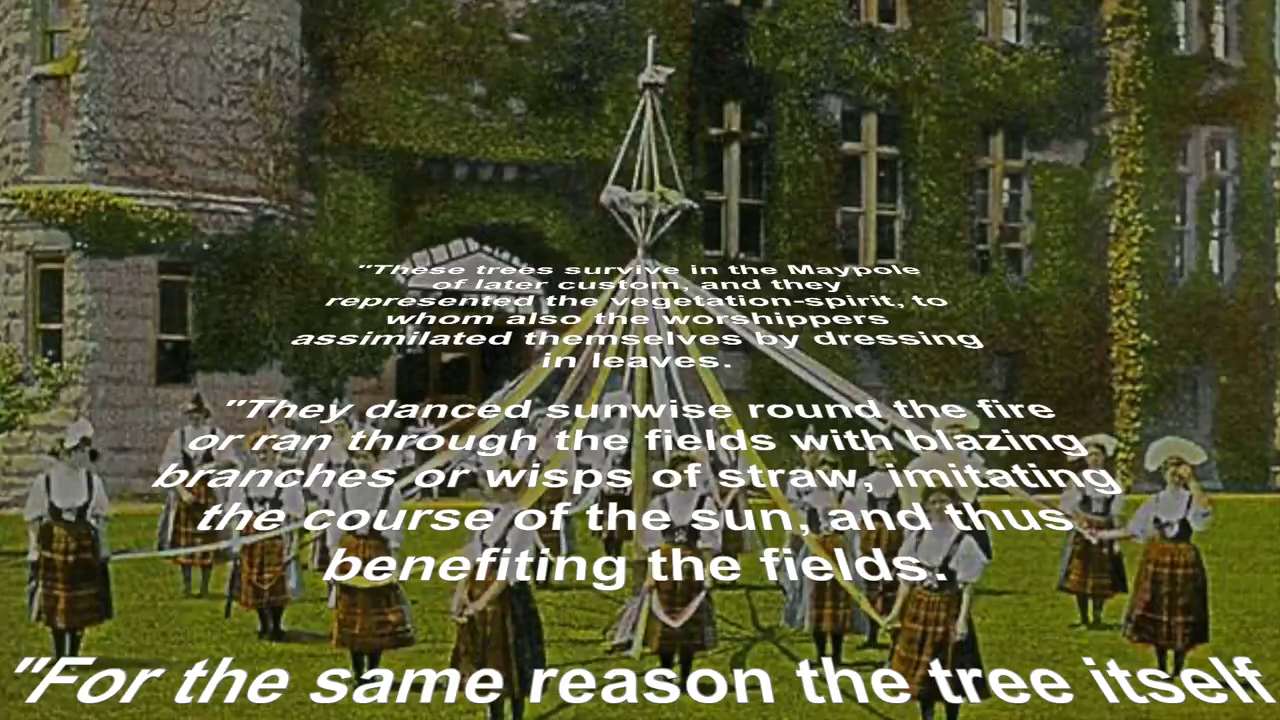 "These trees survive in the Maypole
of later custom, and they
represented the vegetation-spirit, to
whom also the worshippers
assimilated themselves by dressing
in leaves.
"They danced sunwise round the fire
or ran through the fields with blazing
branches or wisps of straw, imitating
the course of the sun, and thus
benefiting the fields.
"For the same reason the tree itself